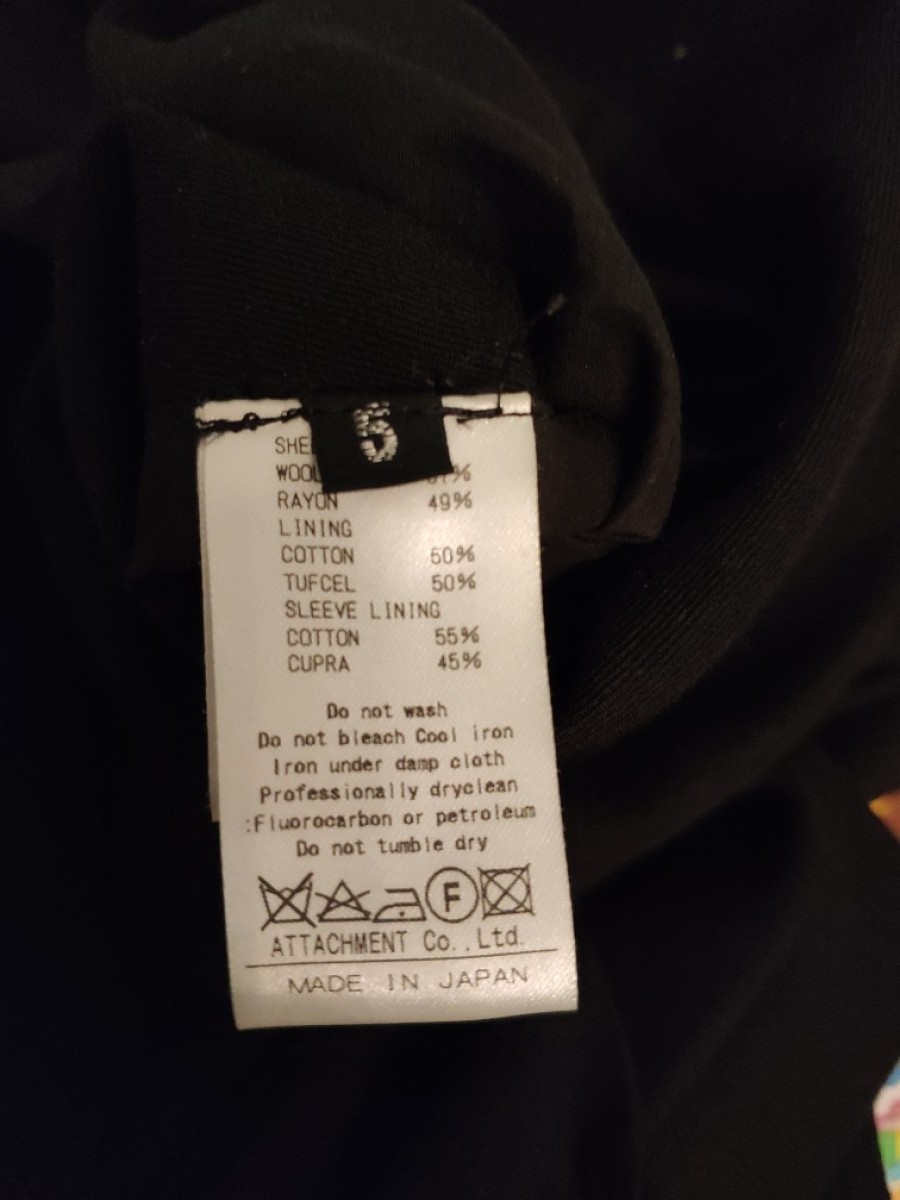 5
SHE
WOOL
RAYON 49%
LINING
COTTON 50%
TUFCEL 50%
SLEEVE LINING
COTTON 55%
CUPRA 45%
Do not wash
Do not bleach Cool iron
Iron under damp cloth
Professionally dryclean
:Fluorocarbon or petroleum
Do not tumble dry
F
ATTACHMENT Co.,Ltd.
MADE IN JAPAN